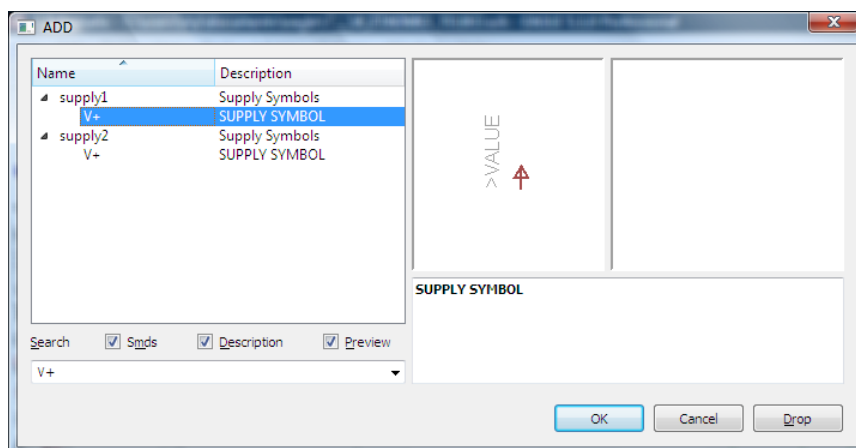 ADD
Name Description
supply1 Supply Symbols
V+ SUPPLY SYMBOL
supply2 Supply Symbols
V+ SUPPLY SYMBOL
>VALUE
SUPPLY SYMBOL
Search Smds Description Preview
V+
OK Cancel Drop